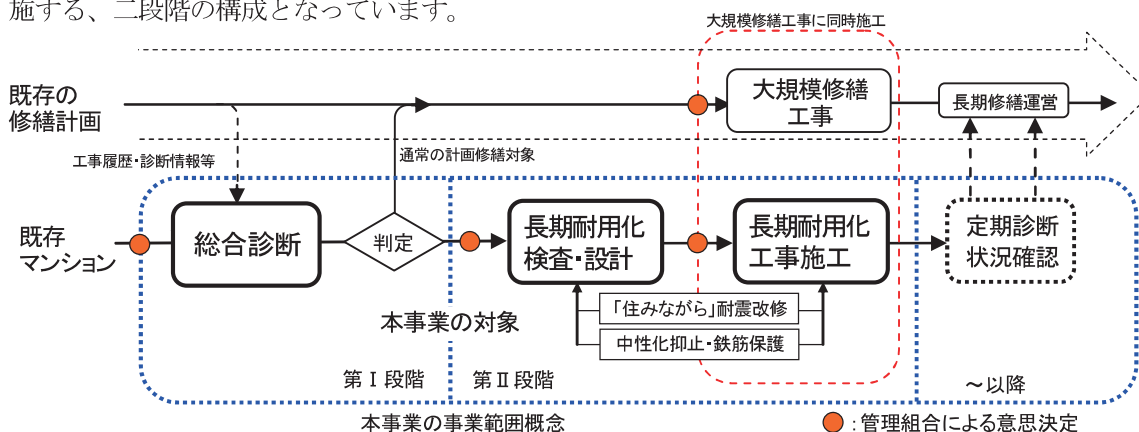 施する、二段階の構成となっています。
大規模修繕工事に同時施工
既存の
修繕計画
大規模修繕
工事
長期修繕運営
工事履歴・診断情報等
通常の計画修繕対象
既存
マンション
総合診断
判定
長期耐用化
検査・設計
長期耐用化
工事施工
定期診断
状況確認
「住みながら」耐震改修
中性化抑止・鉄筋保護
本事業の対象
第Ⅰ段階
第Ⅱ段階
～以降
本事業の事業範囲概念
：管理組合による意思決定